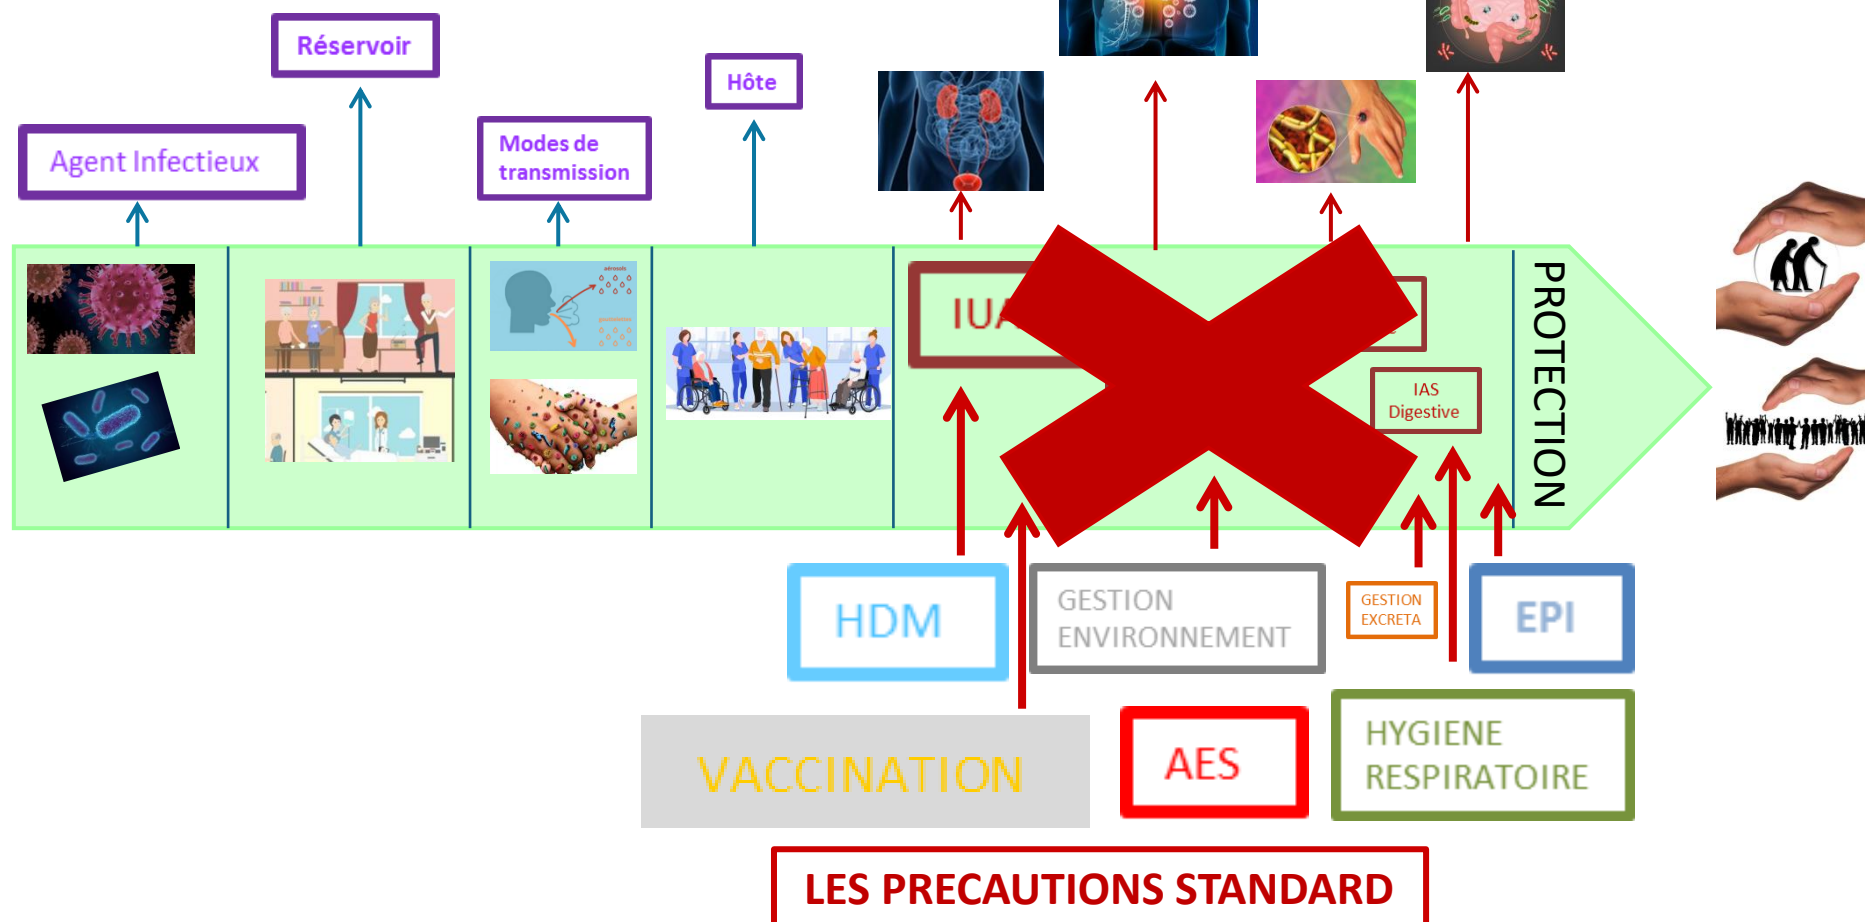 Réservoir
Hôte
Agent Infectieux
Modes de
transmission
aérosols
PROTECTION
IAS
Digestive
HDM
GESTION
ENVIRONNEMENT
GESTION
EXCRETA
EPI
VACCINATION
AES
HYGIENE
RESPIRATOIRE
LES PRECAUTIONS STANDARD